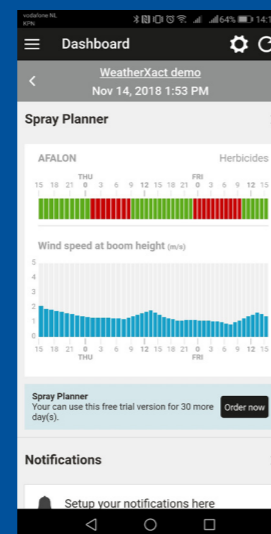 vodafone NL
KPN
64% 14:1
Dashboard
WeatherXact demo
Nov 14, 2018 1:53 PM
Spray Planner
AFALON Herbicides
THU FRI
15 18 21 0 3 6 9 12 15 18 21 0 3 6 9 12 15
Wind speed at boom height (m/s)
5
4
3
2
1
0
15 18 21 0 3 6 9 12 15 18 21 0 3 6 9 12 15
THU FRI
Spray Planner
Your can use this free trial version for 30 more
day(s).
Order now
Notifications
Setup your notifications here